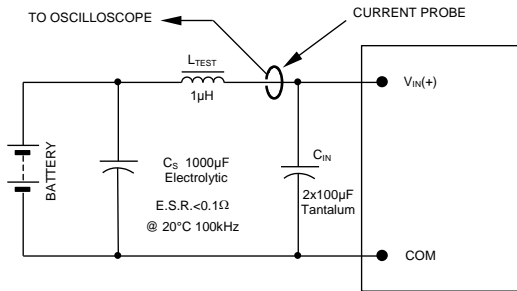 TO OSCILLOSCOPE
CURRENT PROBE
LTEST
1µH
VIN(+)
BATTERY
CS 1000µF
Electrolytic
E.S.R.<0.1Ω
@ 20°C 100kHz
CIN
2x100µF
Tantalum
COM